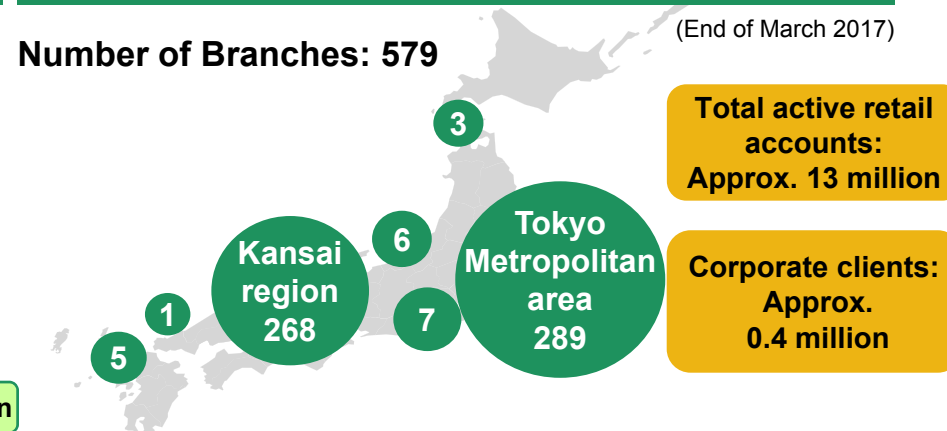 (End of March 2017)
Number of Branches: 579
Total active retail
accounts:
Approx. 13 million
3
Tokyo
Metropolitan
area
289
6
Kansai
region
268
Corporate clients:
Approx.
0.4 million
7
1
5
n